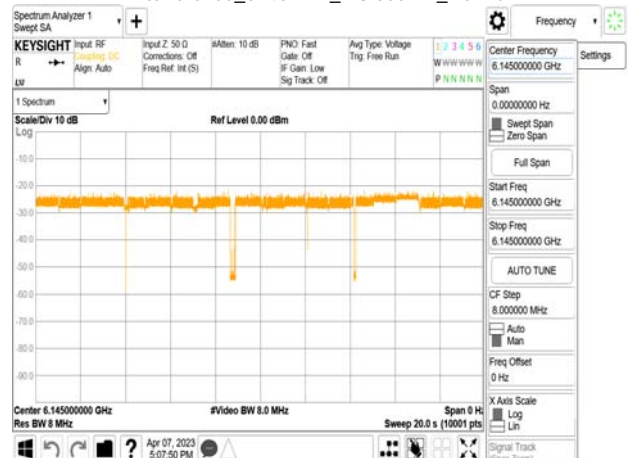 Spectrum Analyzer 1
Swept SA
Frequency
Settings
KEYSIGHT
R
Input: RF
Coupling: DC
Align: Auto
Input Z: 50 Ω
Corrections: Off
Freq Ref: Int (S)
#Atten: 10 dB
PNO: Fast
Gate: Off
IF Gain: Low
Sig Track: Off
Avg Type: Voltage
Trig: Free Run
1 2 3 4 5 6
W W W W W W
P N N N N N
1 Spectrum
Scale/Div 10 dB
Ref Level 0.00 dBm
Log
-10.0
-20.0
-30.0
-40.0
-50.0
-60.0
-70.0
-80.0
-90.0
Center 6.145000000 GHz
#Video BW 8.0 MHz
Span 0 Hz
Res BW 8 MHz
Sweep 20.0 s (10001 pts
Apr 07, 2023
5:07:50 PM
Center Frequency
6.145000000 GHz
Span
0.00000000 Hz
Swept Span
Zero Span
Full Span
Start Freq
6.145000000 GHz
Stop Freq
6.145000000 GHz
AUTO TUNE
CF Step
8.000000 MHz
Auto
Man
Freq Offset
0 Hz
X Axis Scale
Log
Lin
Signal Track